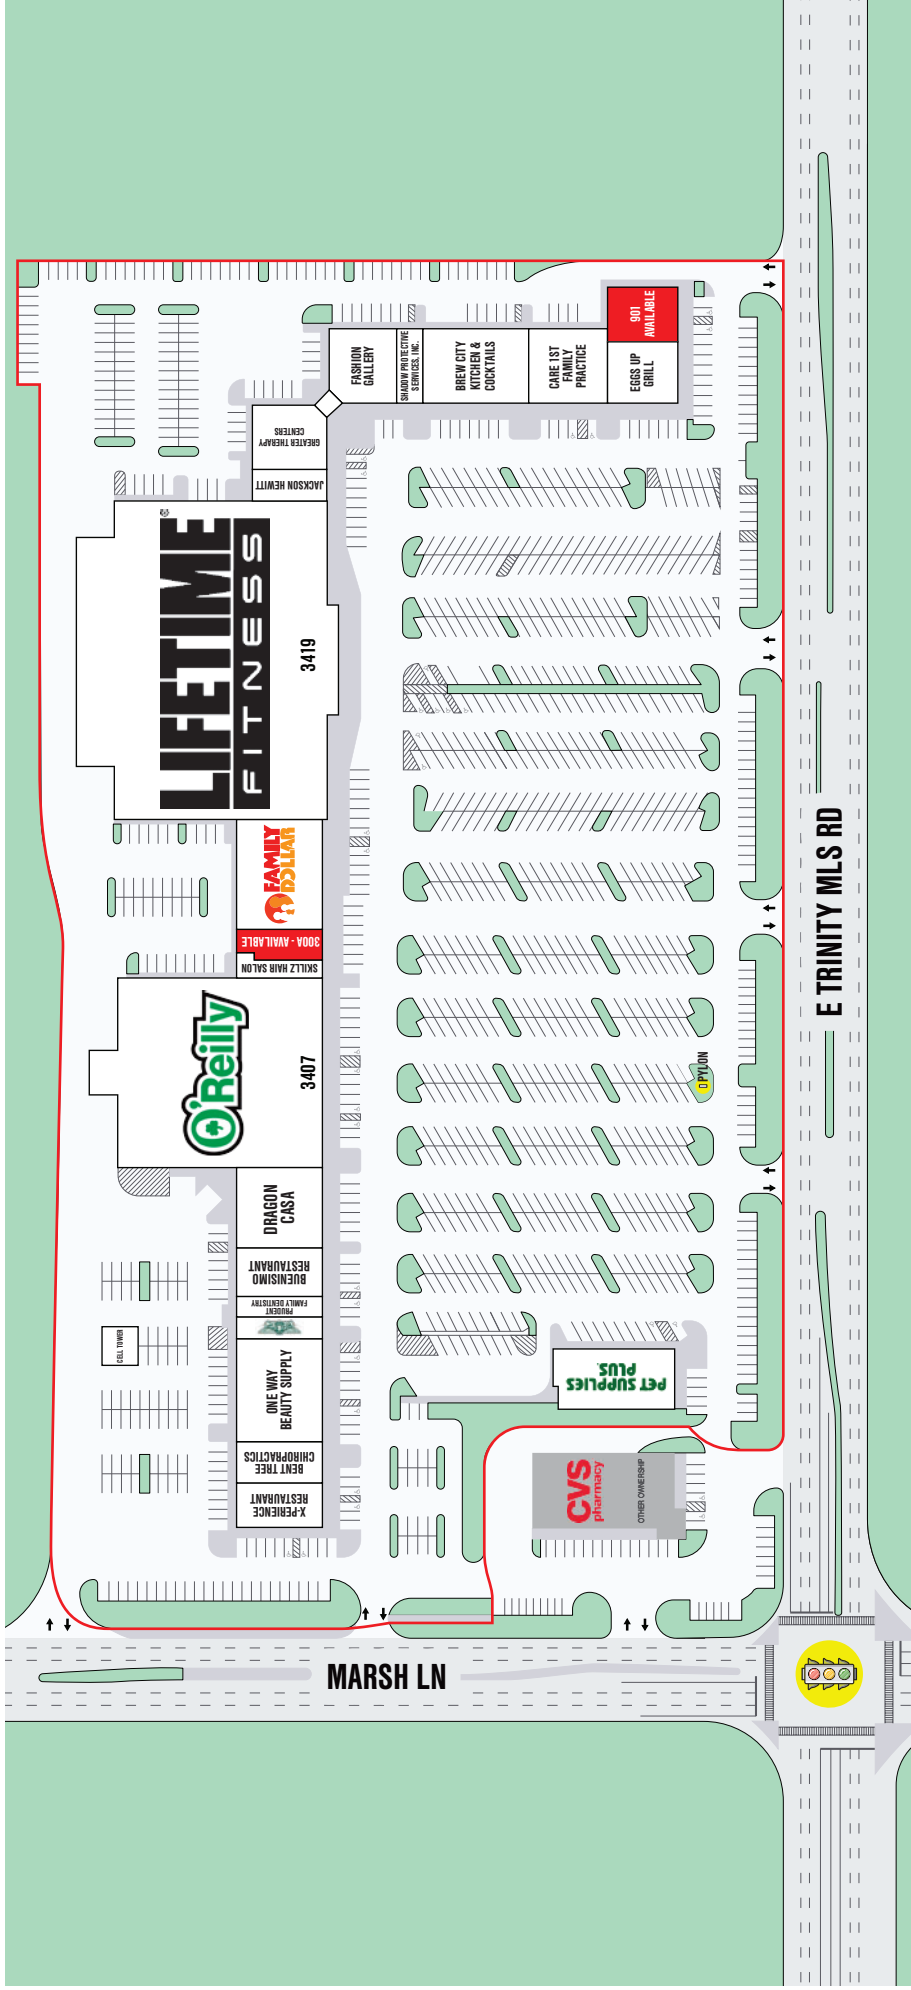 901
AVAILABLE
EGGS UP
GRILL
CARE 1ST
FAMILY
PRACTICE
BREW CITY
KITCHEN &
COCKTAILS
SHADOW PROTECTIVE
SERVICES, INC.
FASHION
GALLERY
GREATER THERAPY
CENTERS
JACKSON HEWITT
LIFETIME
FITNESS
3419
FAMILY
DOLLAR
300A - AVAILABLE
SKILLZ HAIR SALON
O'Reilly
3407
DRAGON
CASA
BUENISIMO
RESTAURANT
PRUDENT
FAMILY DENTISTRY
ONE WAY
BEAUTY SUPPLY
BENT TREE
CHIROPRACTICS
X-PERIENCE
RESTAURANT
CELL TOWER
PYLON
PET SUPPLIES
PLUS.
CVS
pharmacy
OTHER OWNERSHIP
E TRINITY MLS RD
MARSH LN